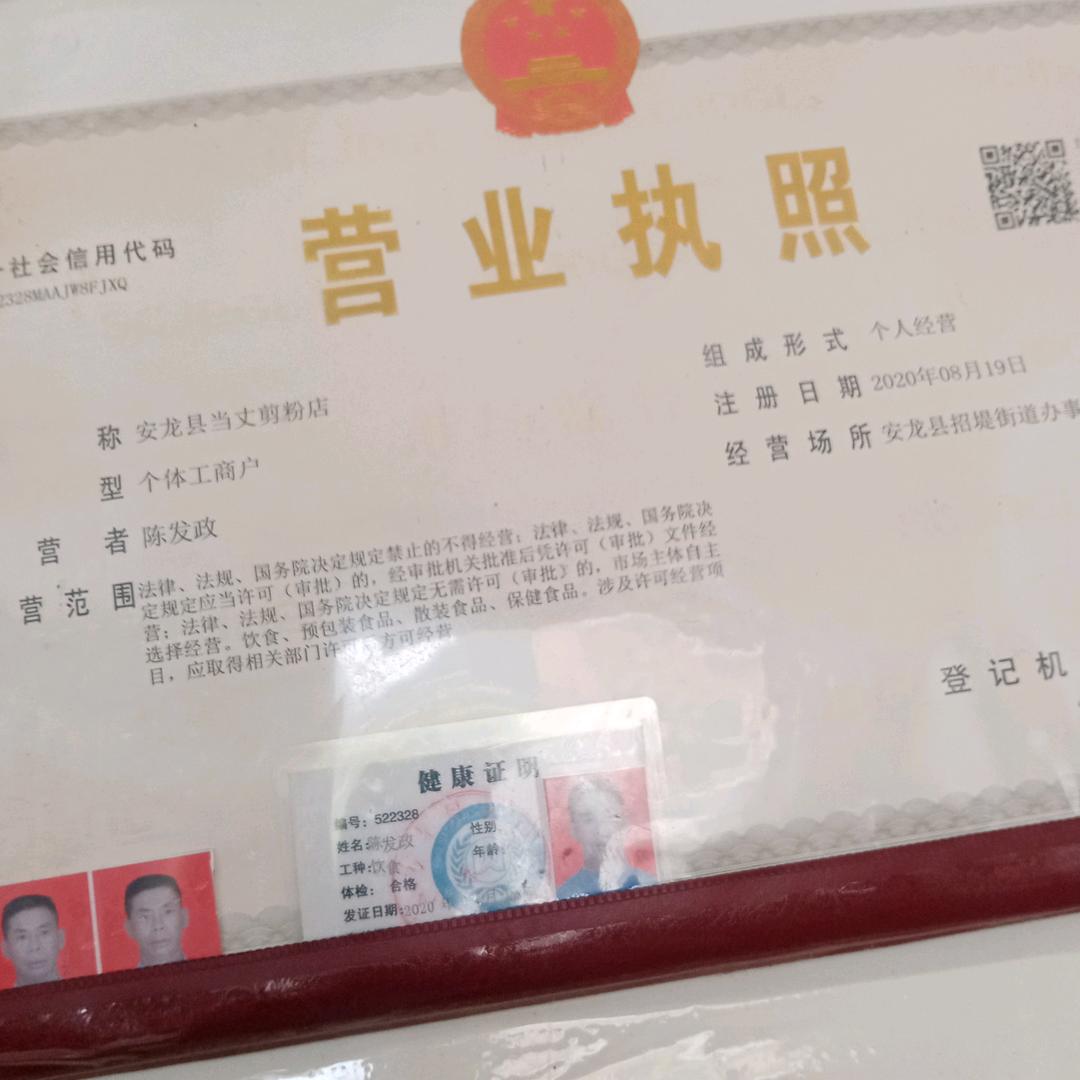 营业执照
社会信用代码
2328MAAJW8FJXQ
组成形式 个人经营
注册日期 2020年08月19日
经营场所 安龙县招堤街道办事
称 安龙县当丈剪粉店
型 个体工商户
营者 陈发政
营范围 法律、法规、国务院决定规定禁止的不得经营；法律、法规、国务院决
定规定应当许可（审批）的，经审批机关批准后凭许可（审批）文件经
营；法律、法规、国务院决定规定无需许可（审批）的，市场主体自主
选择经营。饮食、预包装食品、散装食品、保健食品。涉及许可经营项
目，应取得相关部门许可 方可经营
登记机
健康证明
编号：522328
姓名：陈发政
性别
工种：饮食
年龄：
体检：合格
发证日期：2020年 月